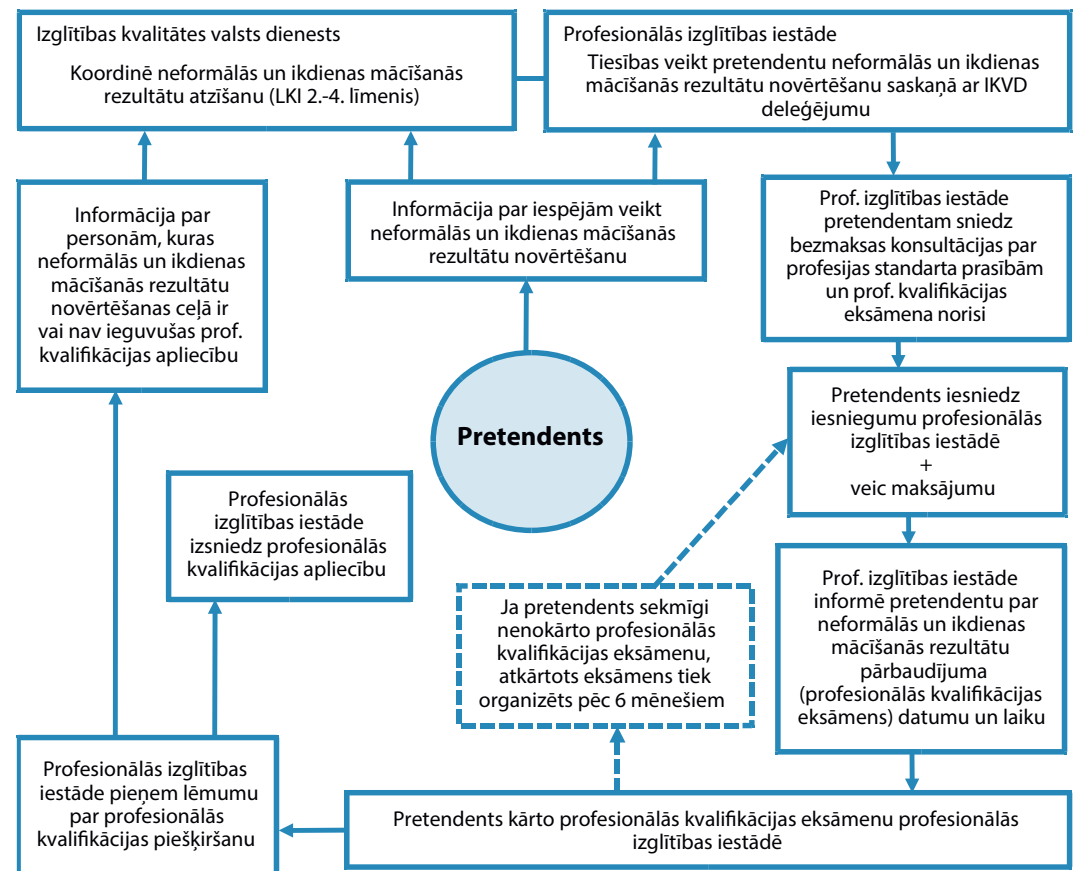 Izglītības kvalitātes valsts dienests
Koordinē neformālās un ikdienas mācīšanās
rezultātu atzīšanu (LKI 2.-4. līmenis)
Profesionālās izglītības iestāde
Tiesības veikt pretendentu neformālās un ikdienas
mācīšanās rezultātu novērtēšanu saskaņā ar IKVD
deleģējumu
Informācija par
personām, kuras
neformālās un ikdienas
mācīšanās rezultātu
novērtēšanas ceļā ir
vai nav ieguvušas prof.
kvalifikācijas apliecību
Informācija par iespējām veikt
neformālās un ikdienas mācīšanās
rezultātu novērtēšanu
Prof. izglītības iestāde
pretendentam sniedz
bezmaksas konsultācijas par
profesijas standarta prasībām
un prof. kvalifikācijas
eksāmena norisi
Pretendents
Pretendents iesniedz
iesniegumu profesionālās
izglītības iestādē
+
veic maksājumu
Profesionālās
izglītības iestāde
izsniedz profesionālās
kvalifikācijas apliecību
Ja pretendents sekmīgi
nenokārto profesionālās
kvalifikācijas eksāmenu,
atkārtots eksāmens tiek
organizēts pēc 6 mēnešiem
Prof. izglītības iestāde
informē pretendentu par
neformālās un ikdienas
mācīšanās rezultātu
pārbaudījuma
(profesionālās kvalifikācijas
eksāmens) datumu un laiku
Profesionālās izglītības
iestāde pieņem lēmumu
par profesionālās
kvalifikācijas piešķiršanu
Pretendents kārto profesionālās kvalifikācijas eksāmenu profesionālās
izglītības iestādē